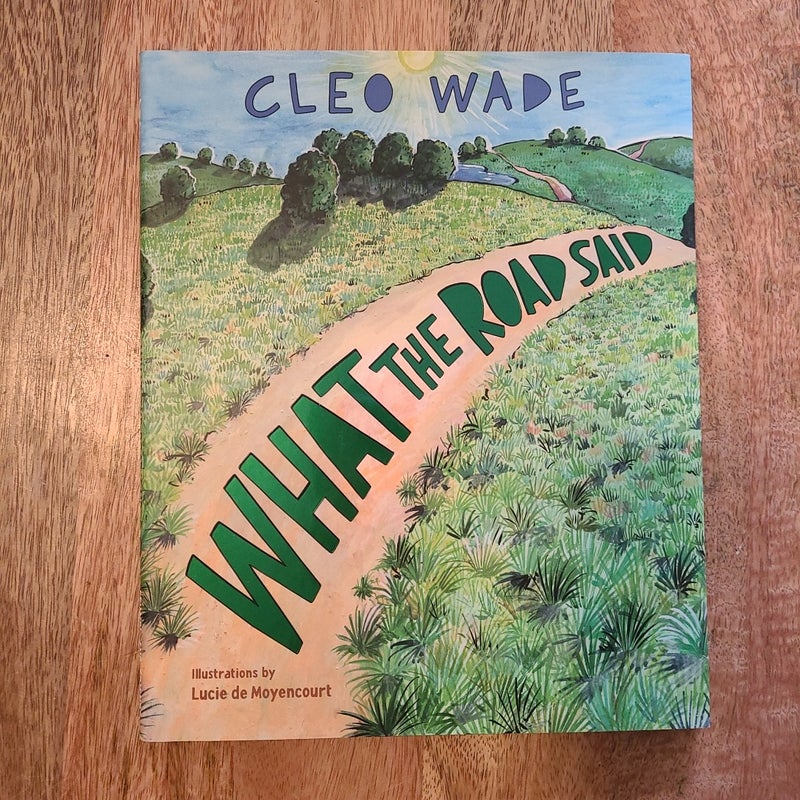 CLEO WADE
WHAT THE ROAD SAID
Illustrations by
Lucie de Moyencourt